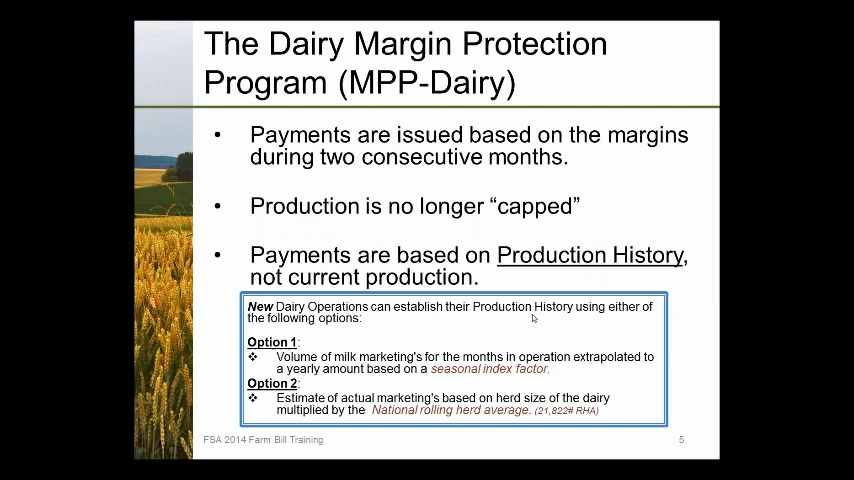 The Dairy Margin Protection
Program (MPP-Dairy)
• Payments are issued based on the margins
during two consecutive months.
• Production is no longer “capped”
• Payments are based on Production History,
not current production.
New Dairy Operations can establish their Production History using either of
the following options:
Option 1:
❖ Volume of milk marketing's for the months in operation extrapolated to
a yearly amount based on a seasonal index factor.
Option 2:
❖ Estimate of actual marketing's based on herd size of the dairy
multiplied by the National rolling herd average. (21,822# RHA)
FSA 2014 Farm Bill Training
5